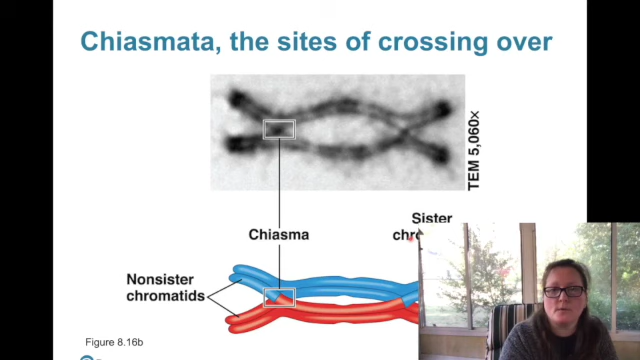 Chiasmata, the sites of crossing over
TEM 5,060×
Sister
Chiasma
Nonsister
chromatids
Figure 8.16b